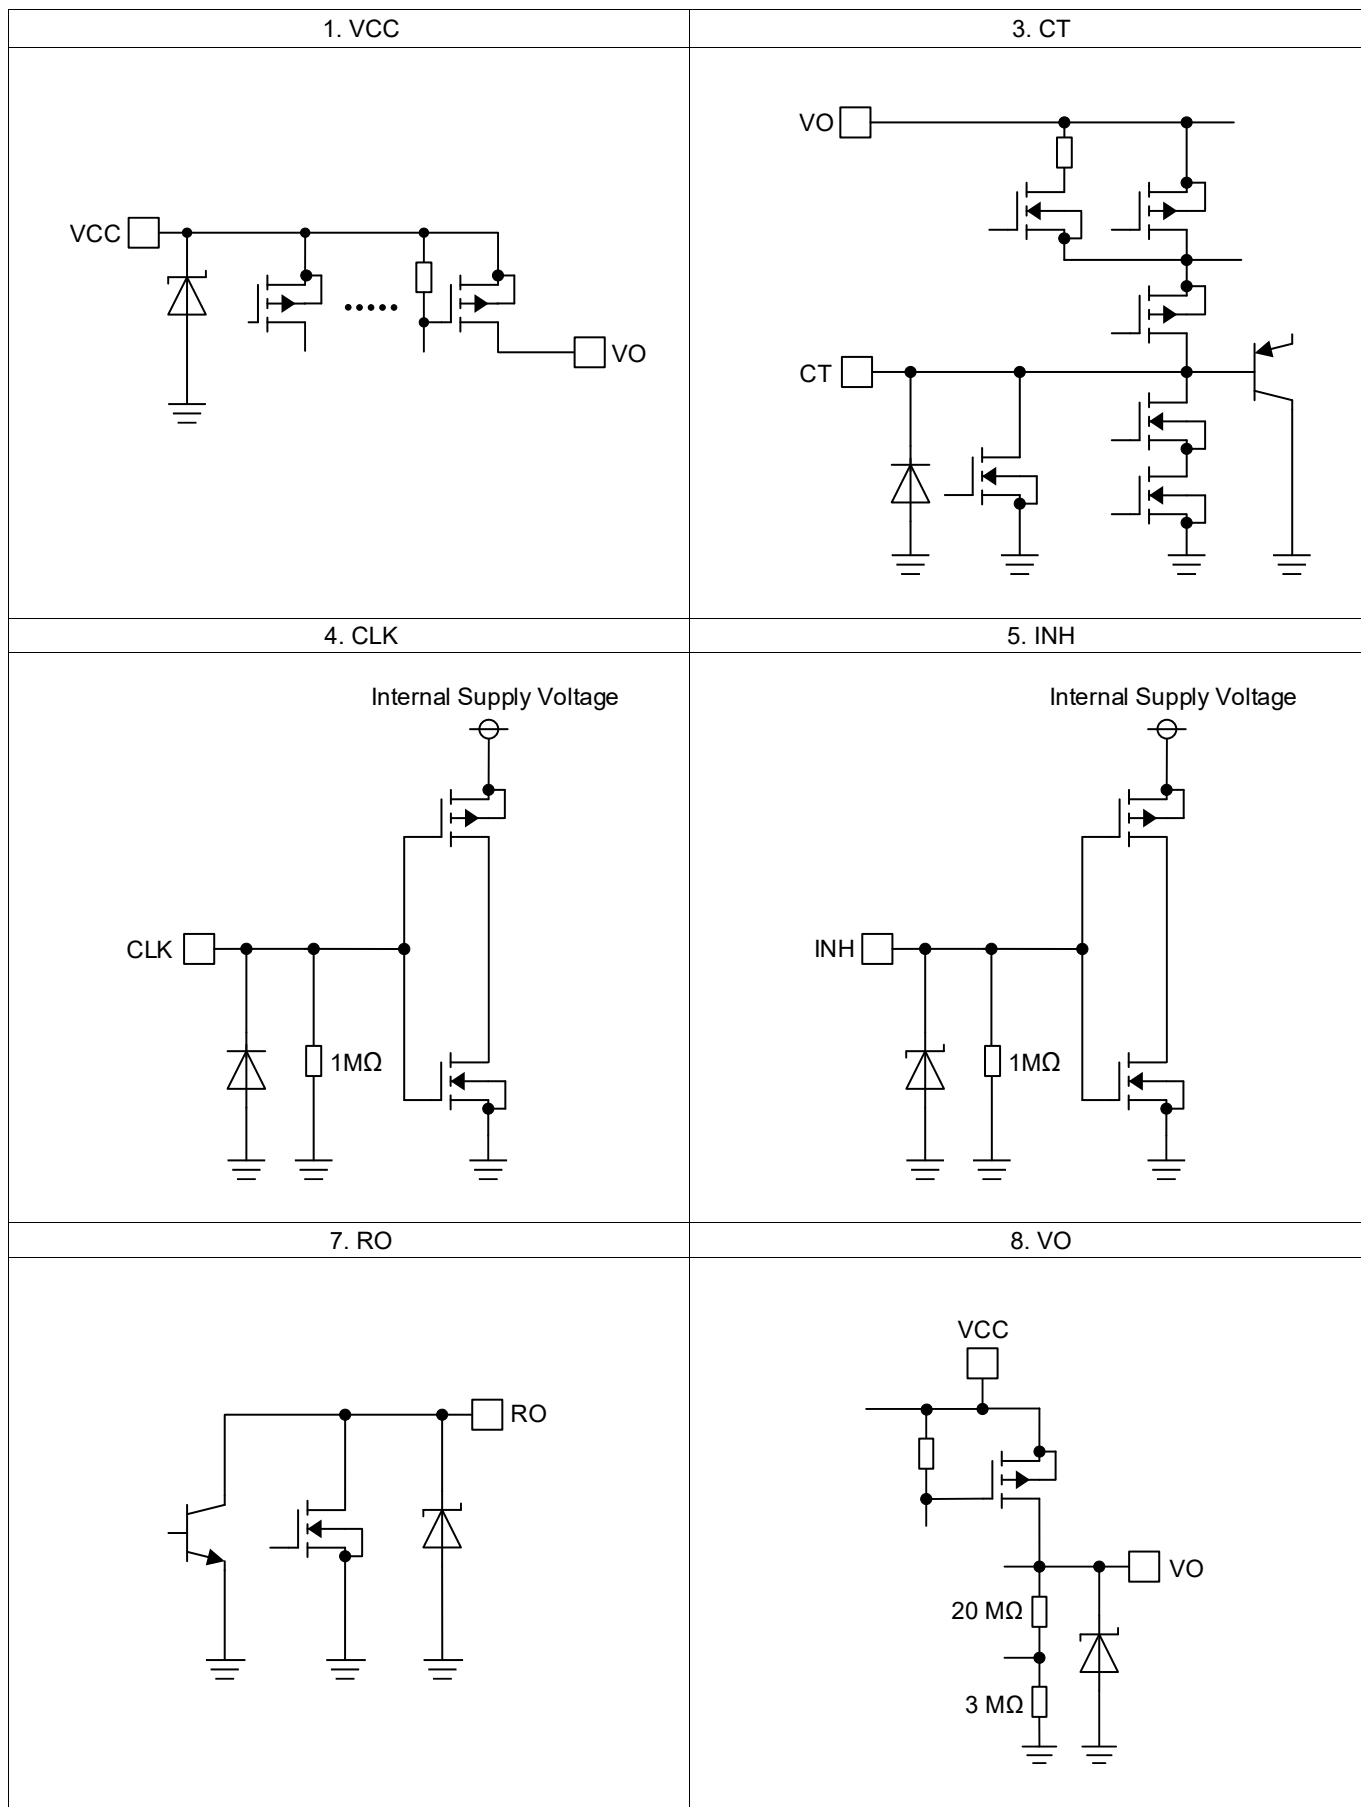 1. VCC
3. CT
VCC
VO
VO
CT
4. CLK
5. INH
Internal Supply Voltage
CLK
1MΩ
Internal Supply Voltage
INH
1MΩ
7. RO
8. VO
RO
VCC
VO
20 MΩ
3 MΩ